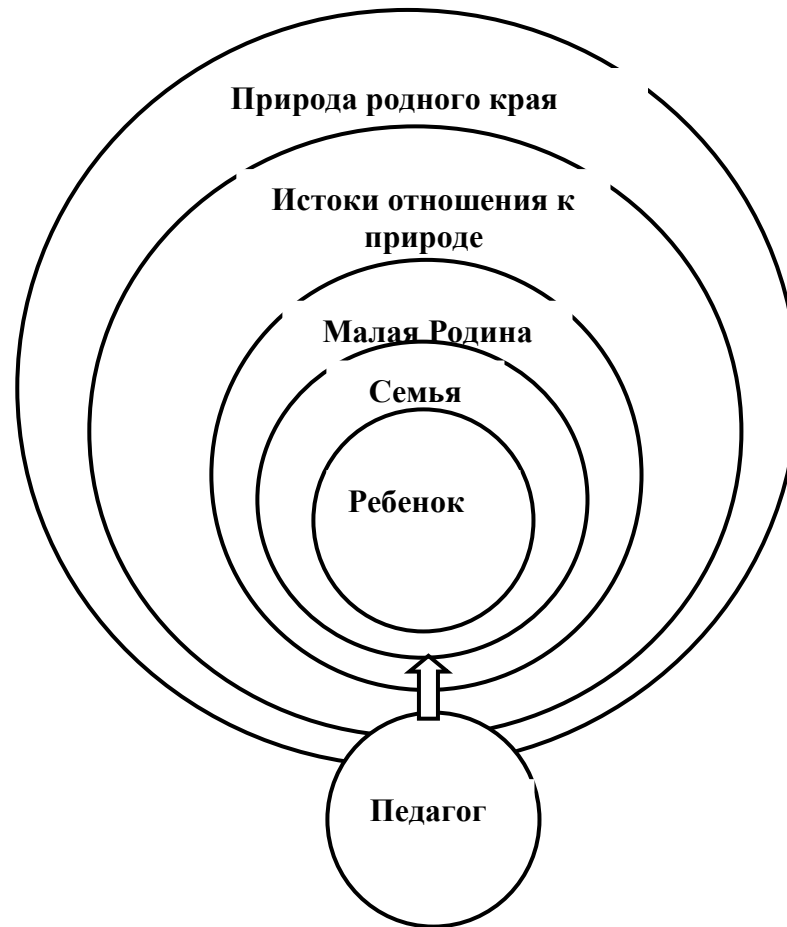 Природа родного края
Истоки отношения к
природе
Малая Родина
Семья
Ребенок
Педагог